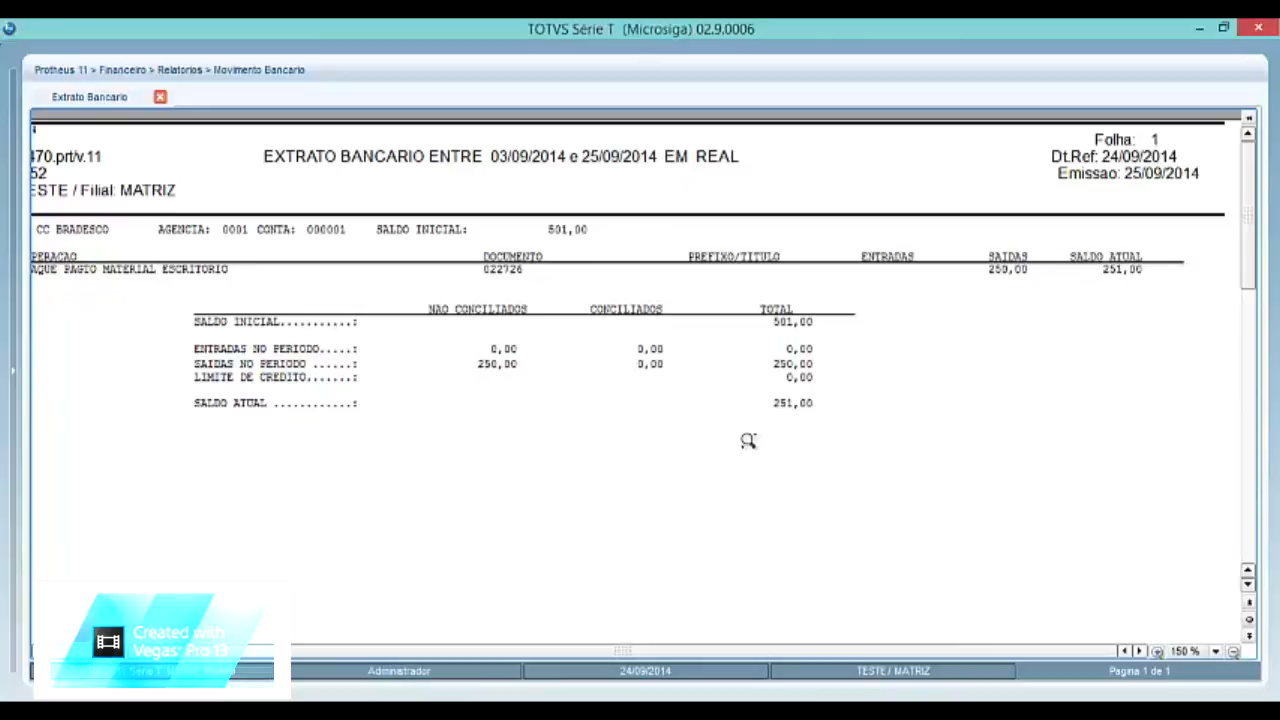 TOTVS Série T (Microsiga) 02.9.0006
Protheus 11 > Financeiro > Relatorios > Movimento Bancario
Extrato Bancario
Folha: 1
470.prt/v.11 EXTRATO BANCARIO ENTRE 03/09/2014 e 25/09/2014 EM REAL Dt.Ref: 24/09/2014
52 Emissao: 25/09/2014
ESTE / Filial: MATRIZ
CC BRADESCO AGENCIA: 0001 CONTA: 000001 SALDO INICIAL: 501,00
PERACAO DOCUMENTO PREFIXO/TITULO ENTRADAS SAIDAS SALDO ATUAL
AQUE PAGTO MATERIAL ESCRITORIO 022726 250,00 251,00
NAO CONCILIADOS CONCILIADOS TOTAL
SALDO INICIAL...........: 501,00
ENTRADAS NO PERIODO.....: 0,00 0,00 0,00
SAIDAS NO PERIODO ......: 250,00 0,00 250,00
LIMITE DE CREDITO.......: 0,00
SALDO ATUAL ............: 251,00
Created with
Vegas Pro 13
150 %
Administrador 24/09/2014 TESTE / MATRIZ Pagina 1 de 1